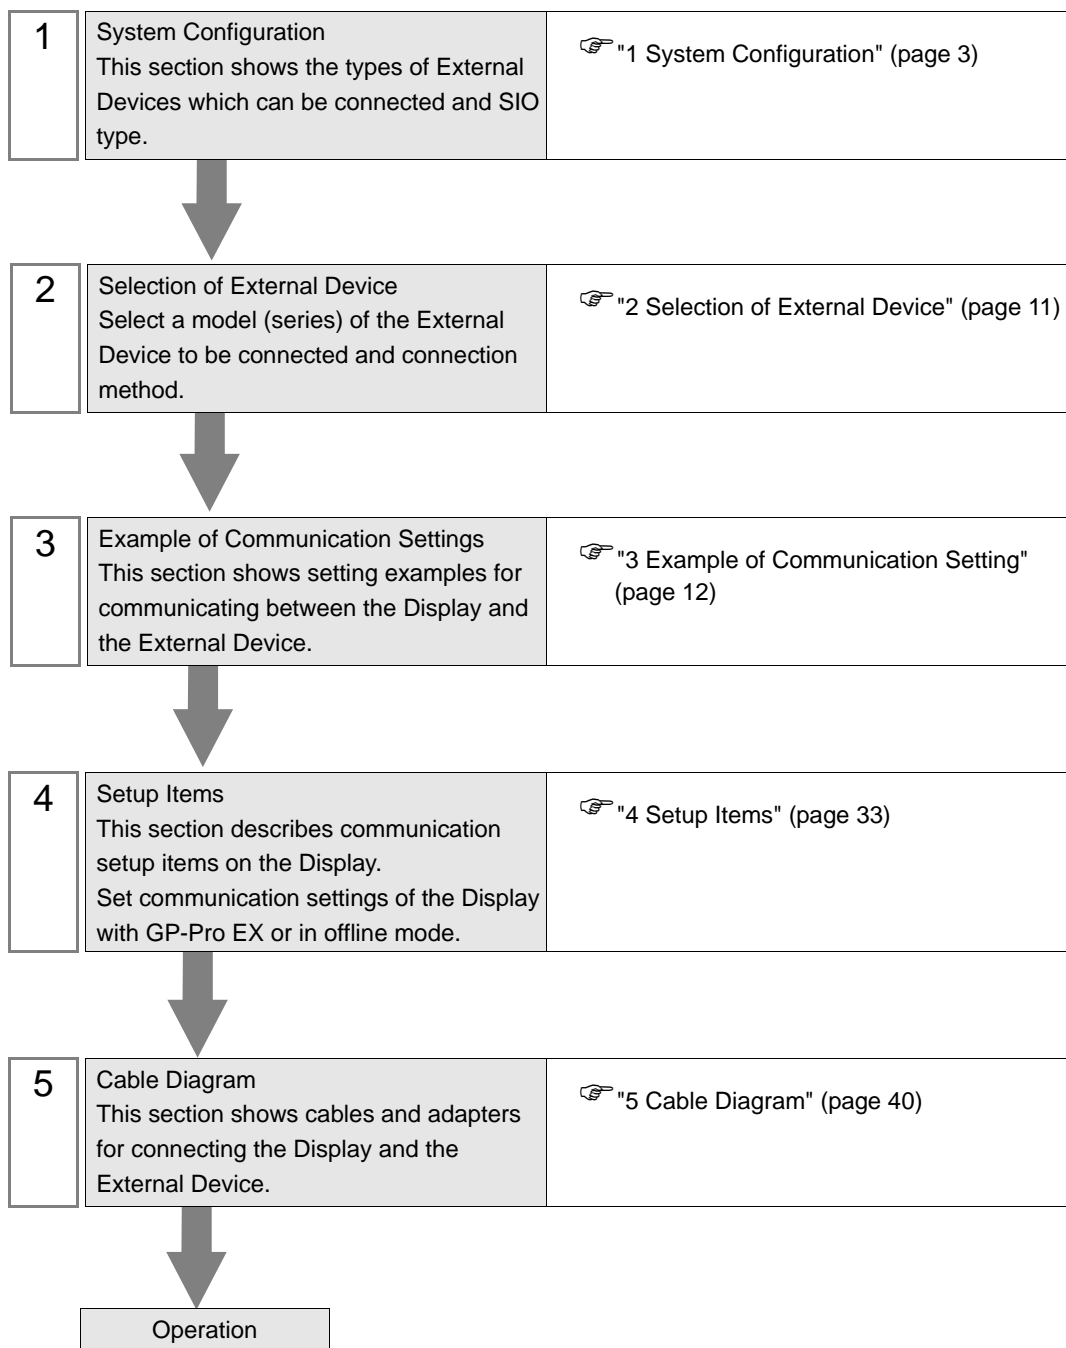 1
System Configuration
This section shows the types of External
Devices which can be connected and SIO
type.
"1 System Configuration" (page 3)
2
Selection of External Device
Select a model (series) of the External
Device to be connected and connection
method.
"2 Selection of External Device" (page 11)
3
Example of Communication Settings
This section shows setting examples for
communicating between the Display and
the External Device.
"3 Example of Communication Setting"
(page 12)
4
Setup Items
This section describes communication
setup items on the Display.
Set communication settings of the Display
with GP-Pro EX or in offline mode.
"4 Setup Items" (page 33)
5
Cable Diagram
This section shows cables and adapters
for connecting the Display and the
External Device.
"5 Cable Diagram" (page 40)
Operation